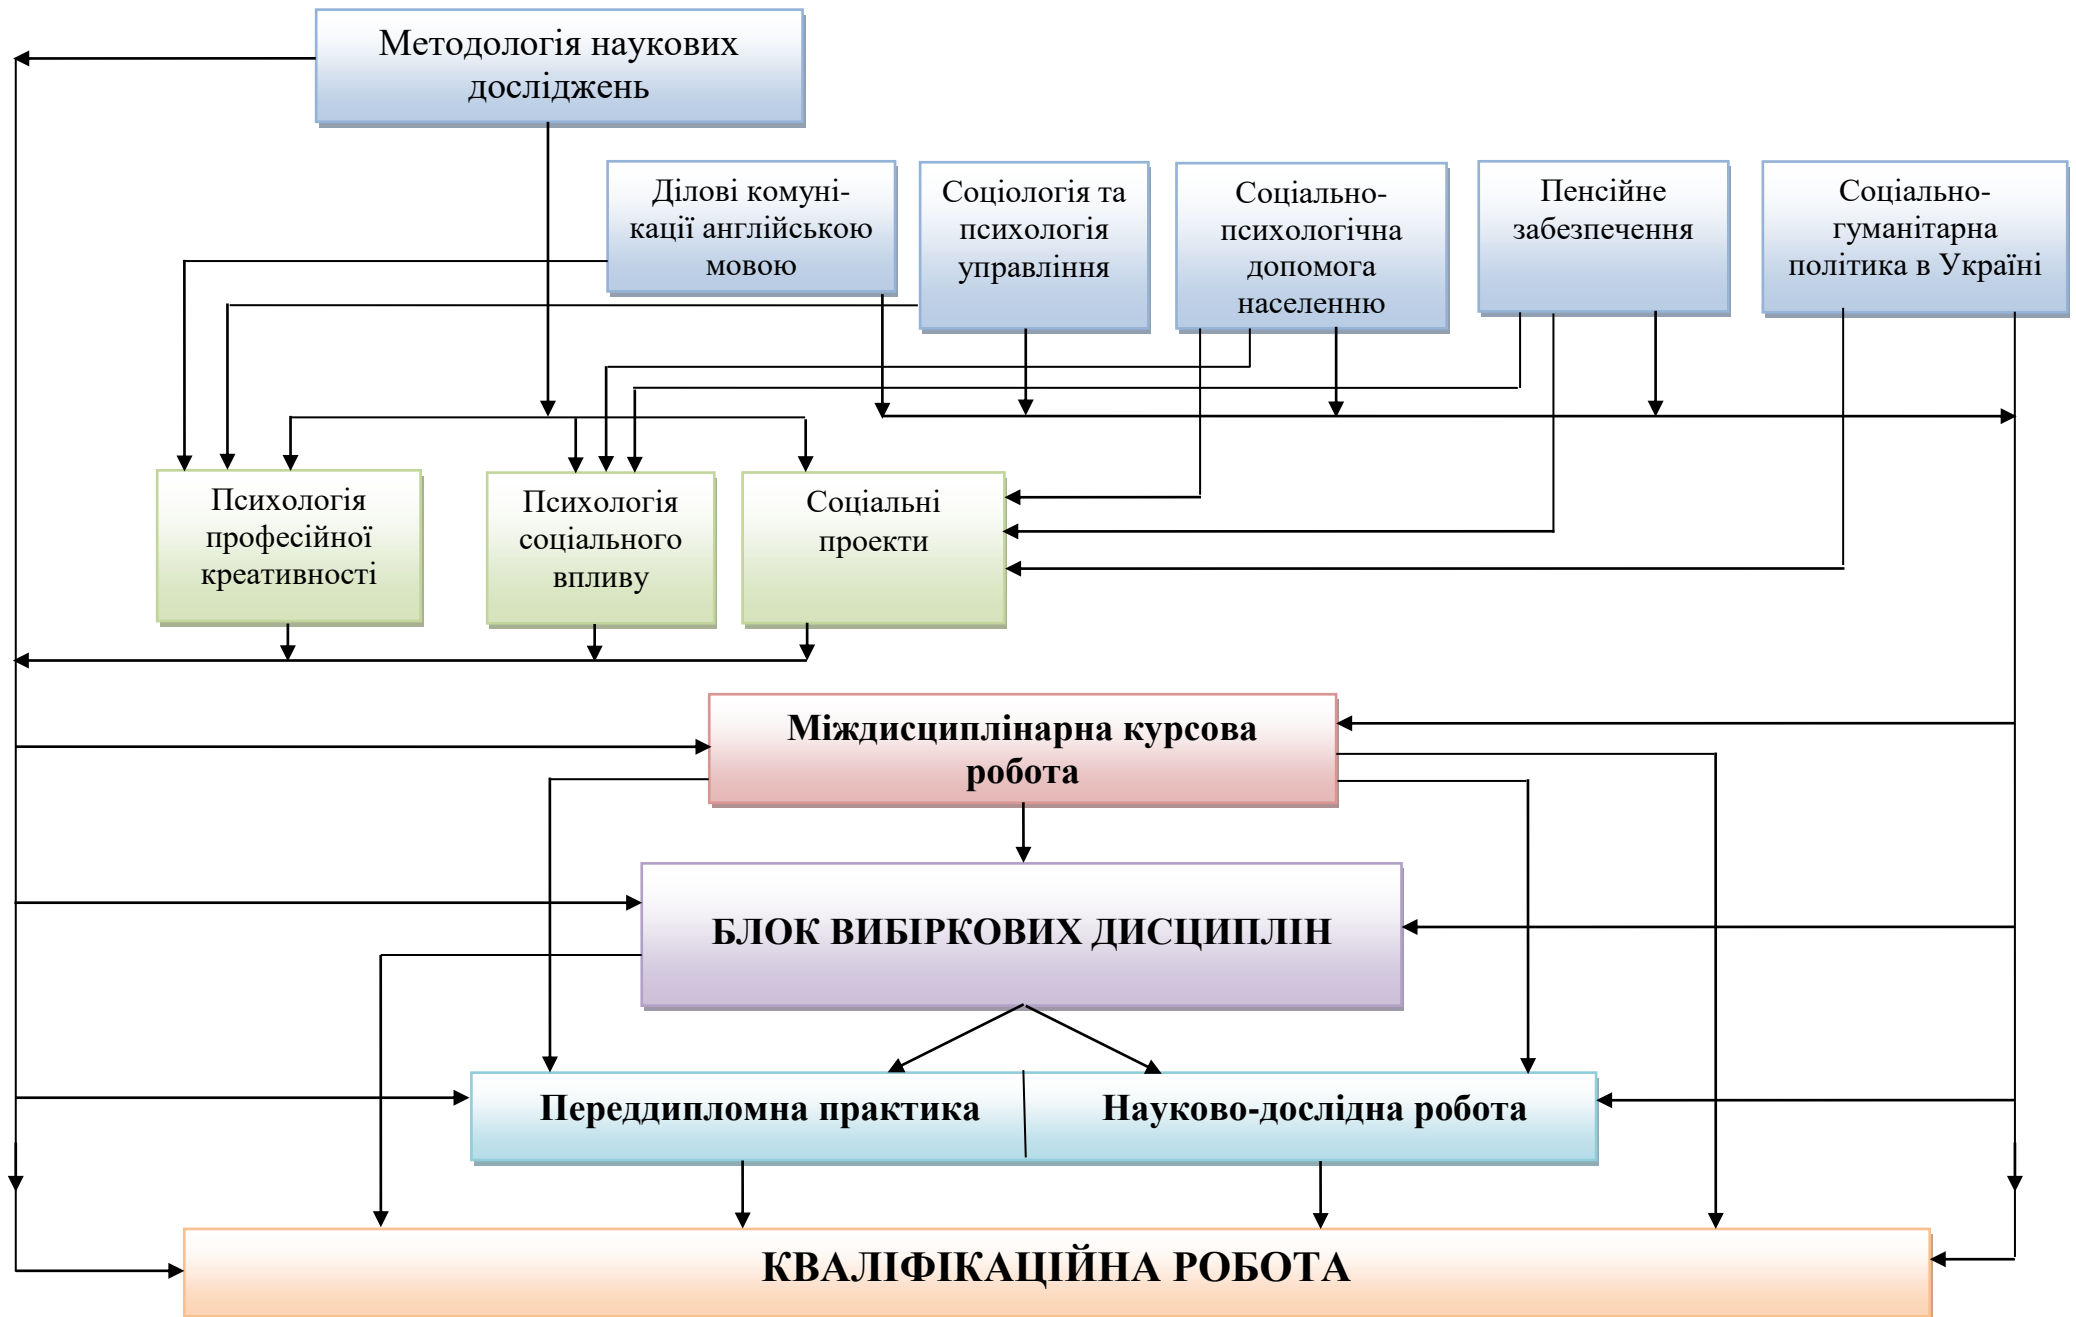 Методологія наукових
досліджень
Ділові комуні-
кації англійською
мовою
Соціологія та
психологія
управління
Соціально-
психологічна
допомога
населенню
Пенсійне
забезпечення
Соціально-
гуманітарна
політика в Україні
Психологія
професійної
креативності
Психологія
соціального
впливу
Соціальні
проекти
Міждисциплінарна курсова
робота
БЛОК ВИБІРКОВИХ ДИСЦИПЛІН
Переддипломна практика
Науково-дослідна робота
КВАЛІФІКАЦІЙНА РОБОТА